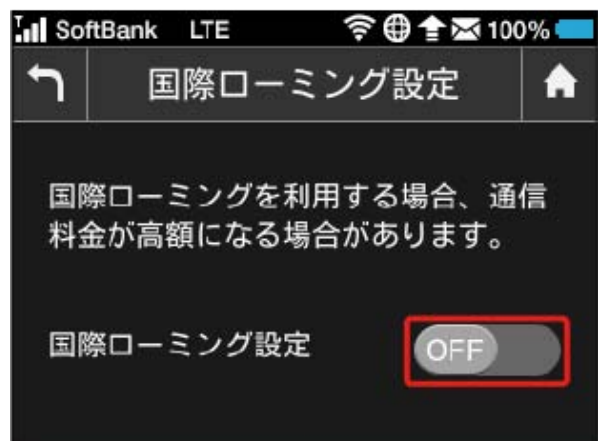 SoftBank LTE 100%
国際ローミング設定
国際ローミングを利用する場合、通信
料金が高額になる場合があります。
国際ローミング設定 OFF